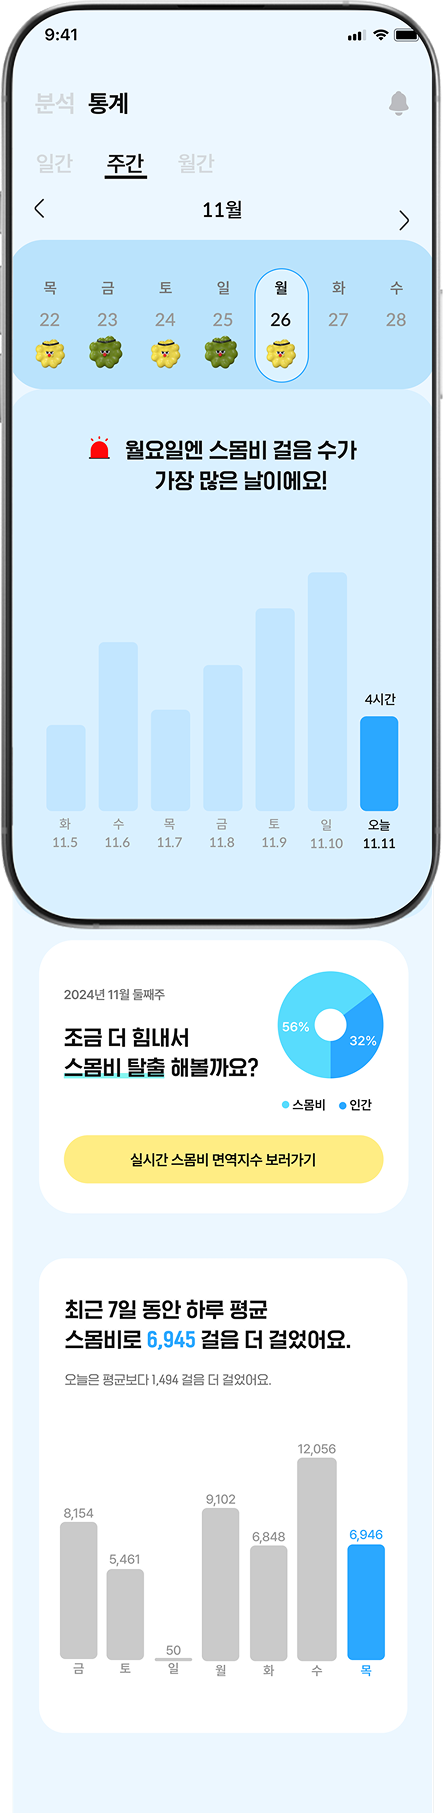 9:41
분석 통계
일간 주간 월간
11월
목 금 토 일 월 화 수
22 23 24 25 26 27 28
월요일엔 스몸비 걸음 수가
가장 많은 날이에요!
4시간
화 수 목 금 토 일 오늘
11.5 11.6 11.7 11.8 11.9 11.10 11.11
2024년 11월 둘째주
조금 더 힘내서
스몸비 탈출 해볼까요?
56%
32%
스몸비 인간
실시간 스몸비 면역지수 보러가기
최근 7일 동안 하루 평균
스몸비로 6,945 걸음 더 걸었어요.
오늘은 평균보다 1,494 걸음 더 걸었어요.
8,154 5,461 50 9,102 6,848 12,056 6,946
금 토 일 월 화 수 목